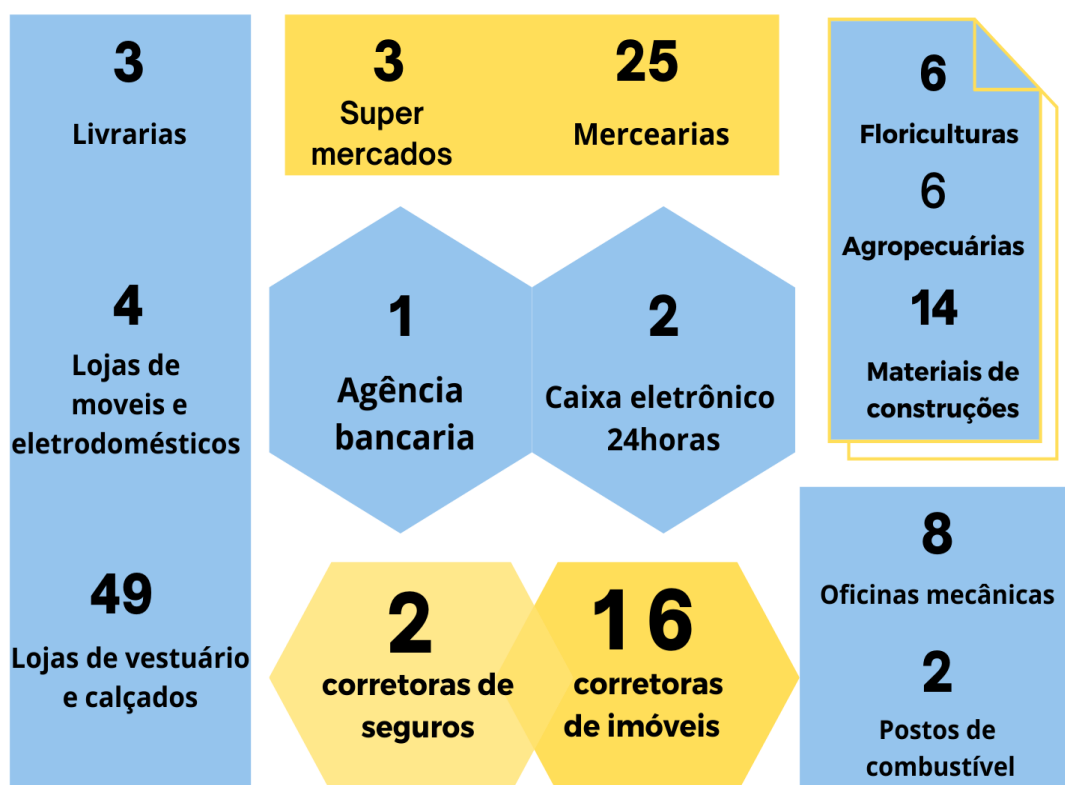 3
Livrarias
4
Lojas de
moveis e
eletrodomésticos
49
Lojas de vestuário
e calçados
3
Super
mercados
25
Mercearias
1
Agência
bancaria
2
Caixa eletrônico
24horas
2
corretoras de
seguros
16
corretoras
de imóveis
6
Floriculturas
6
Agropecuárias
14
Materiais de
construções
8
Oficinas mecânicas
2
Postos de
combustível